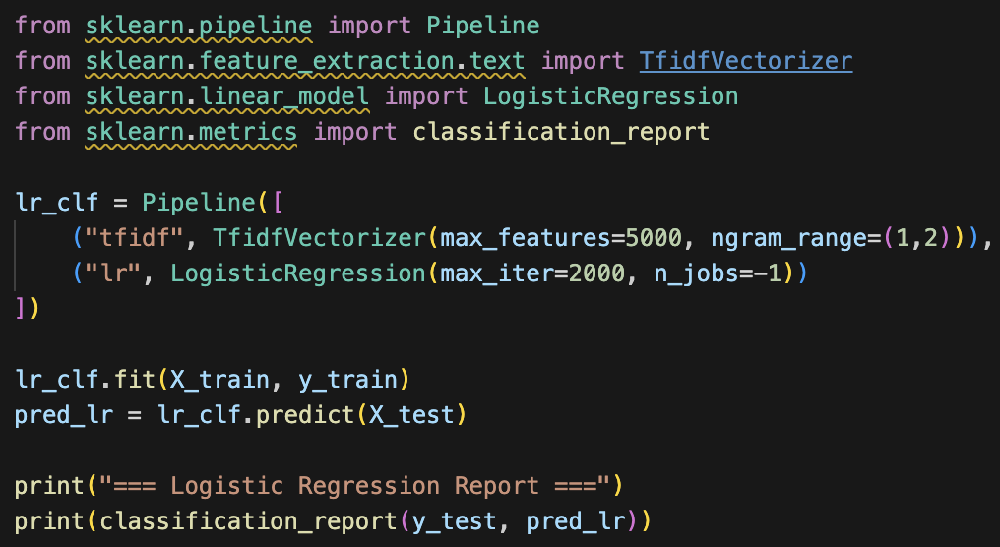 from sklearn.pipeline import Pipeline
from sklearn.feature_extraction.text import TfidfVectorizer
from sklearn.linear_model import LogisticRegression
from sklearn.metrics import classification_report
lr_clf = Pipeline([
    ("tfidf", TfidfVectorizer(max_features=5000, ngram_range=(1,2))),
    ("lr", LogisticRegression(max_iter=2000, n_jobs=-1))
])
lr_clf.fit(X_train, y_train)
pred_lr = lr_clf.predict(X_test)
print("=== Logistic Regression Report ===")
print(classification_report(y_test, pred_lr))